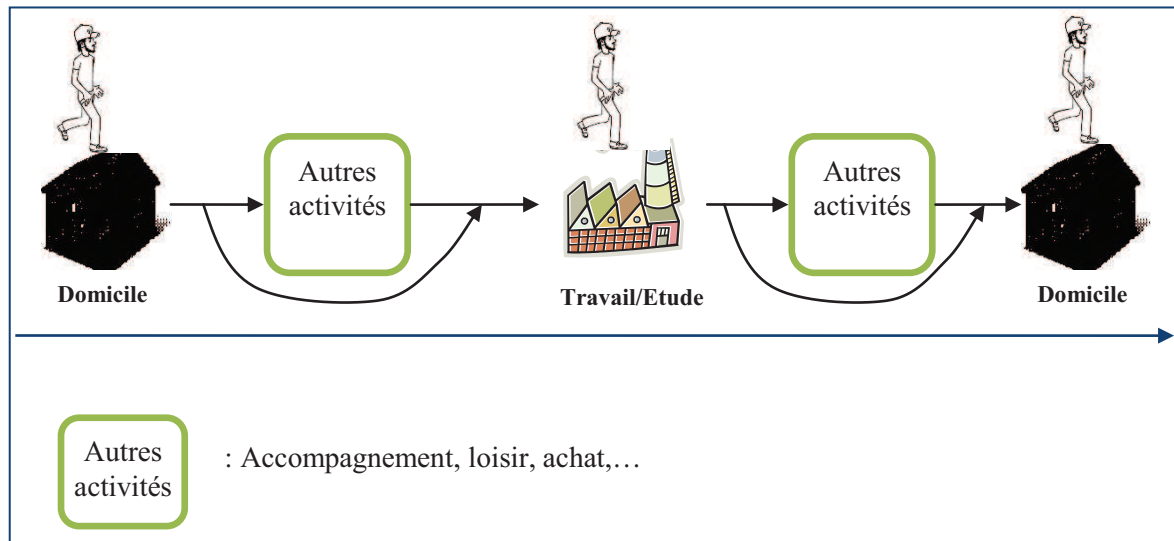 Autres
activités
Autres
activités
Domicile
Travail/Etude
Domicile
Autres
activités
: Accompagnement, loisir, achat,…